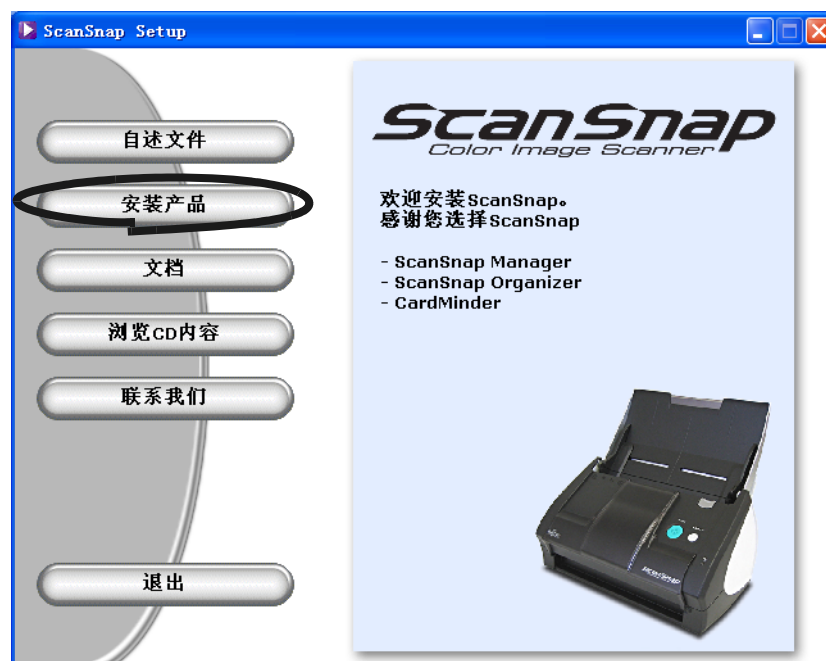 ScanSnap Setup
自述文件
安装产品
文档
浏览CD内容
联系我们
退出
ScanSnap
Color Image Scanner
欢迎安装ScanSnap。
感谢您选择ScanSnap
- ScanSnap Manager
- ScanSnap Organizer
- CardMinder
ScanSnap